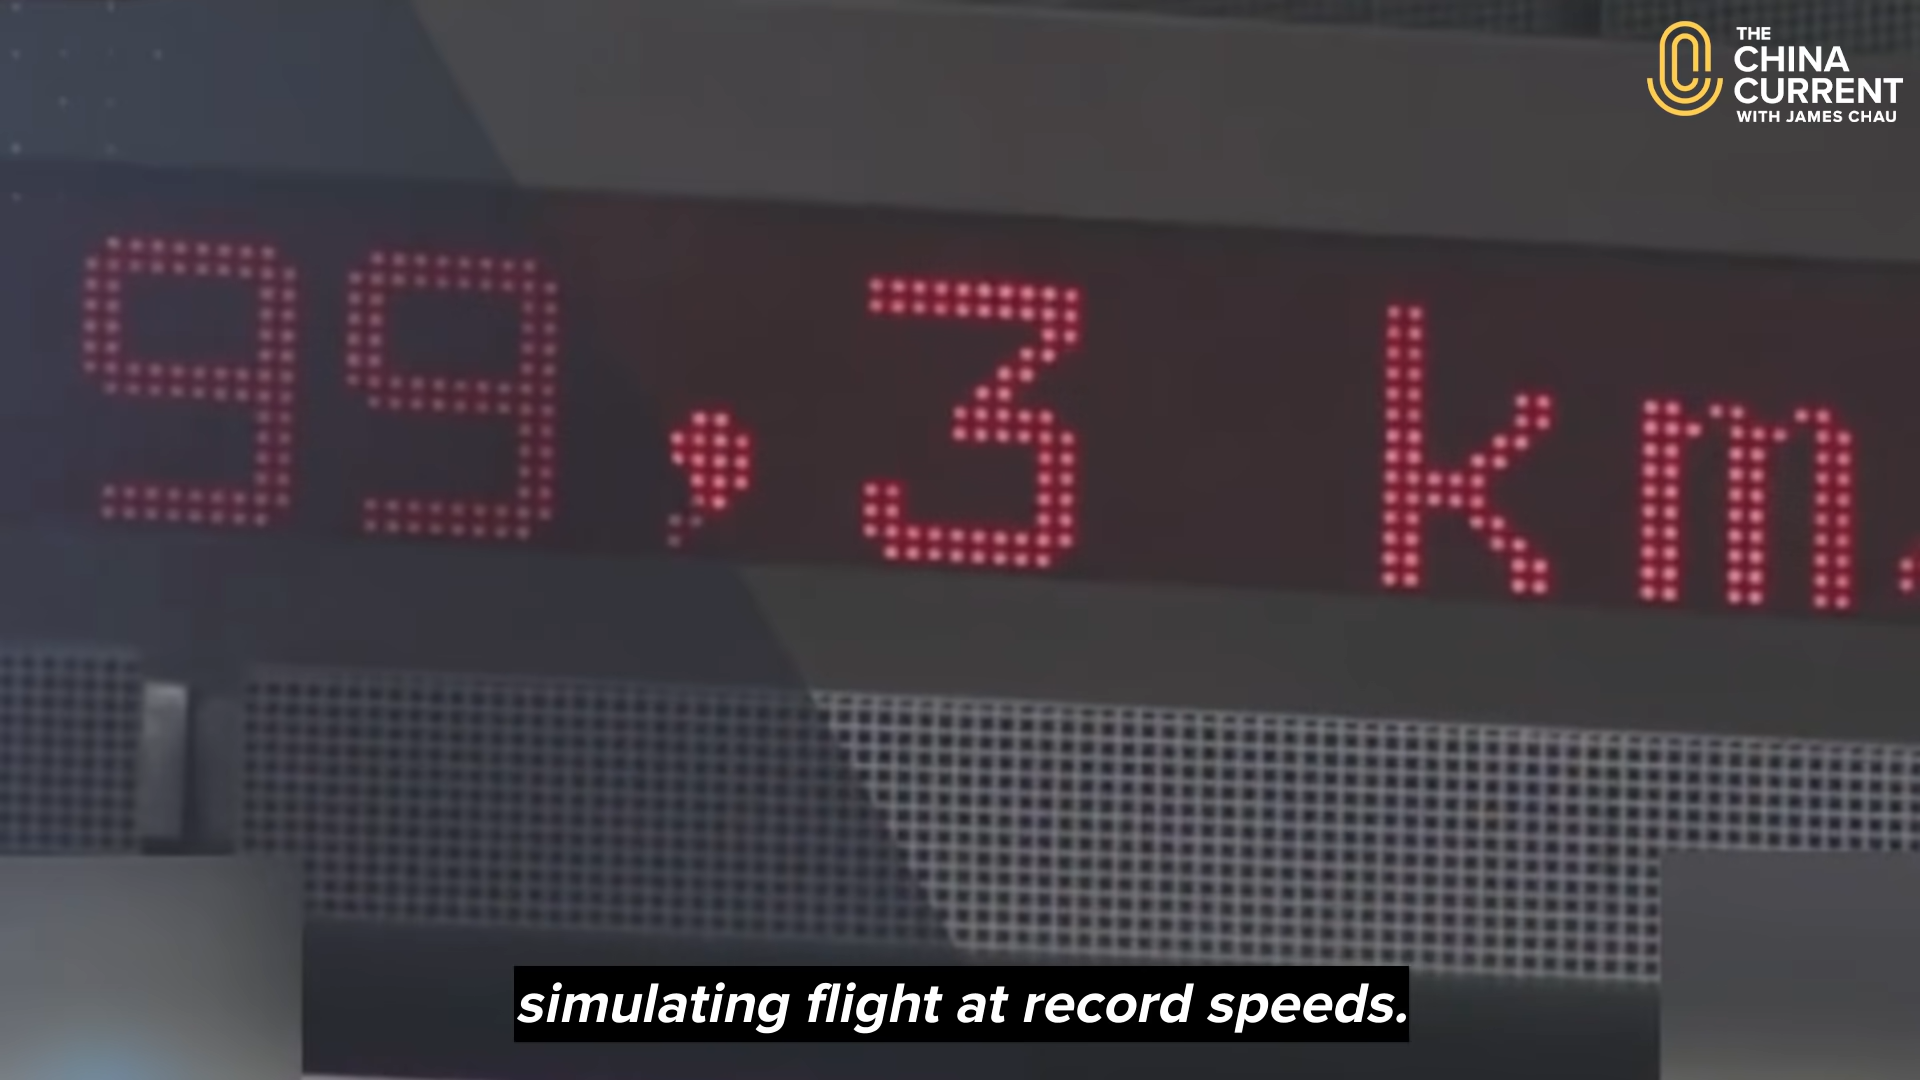 THE
CHINA
CURRENT
WITH JAMES CHAU
99,3 km
simulating flight at record speeds.